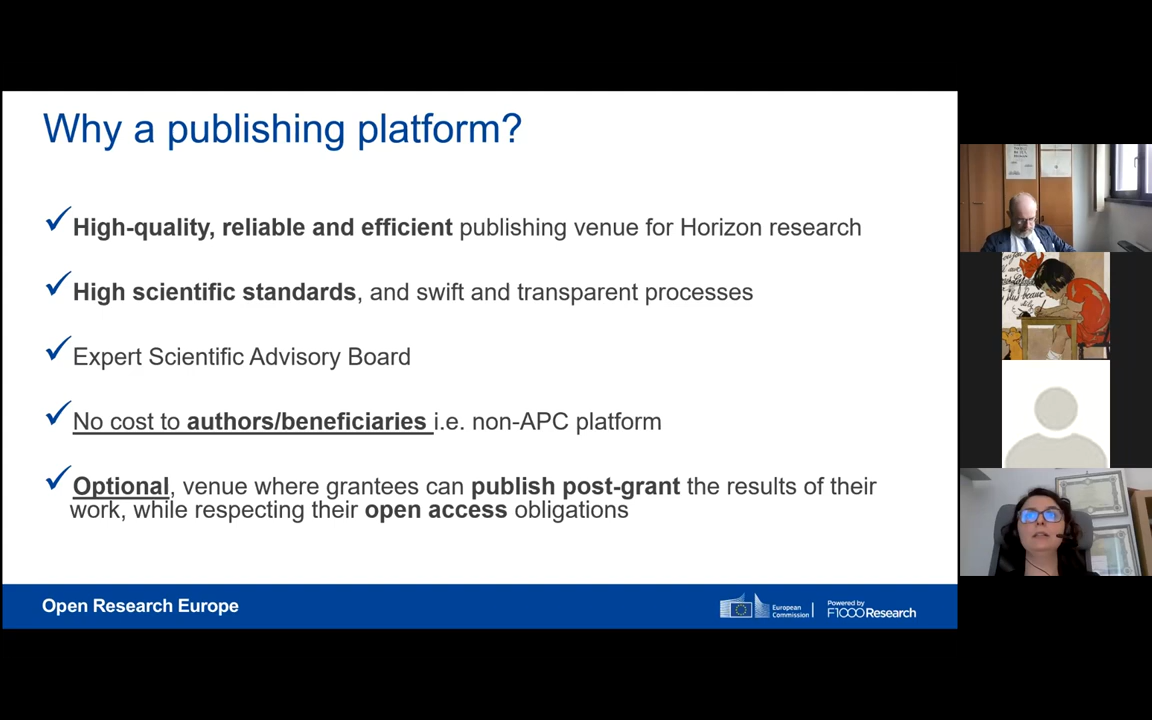 Why a publishing platform?
High-quality, reliable and efficient publishing venue for Horizon research
High scientific standards, and swift and transparent processes
Expert Scientific Advisory Board
No cost to authors/beneficiaries i.e. non-APC platform
Optional, venue where grantees can publish post-grant the results of their
work, while respecting their open access obligations
Open Research Europe
European
Commission
Powered by
F1000Research